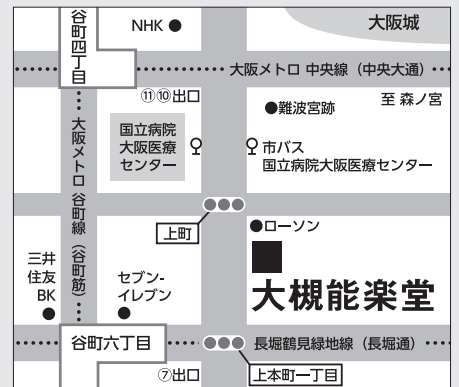 谷町四丁目
NHK ●
大阪城
大阪メトロ 中央線（中央大通）
⑪⑩出口
●難波宮跡
至 森ノ宮
国立病院
大阪医療
センター
市バス
国立病院大阪医療センター
大阪メトロ 谷町線（谷町筋）
上町
●ローソン
三井
住友
BK
●
セブン-
イレブン
●
大槻能楽堂
谷町六丁目
長堀鶴見緑地線（長堀通）
⑦出口
上本町一丁目